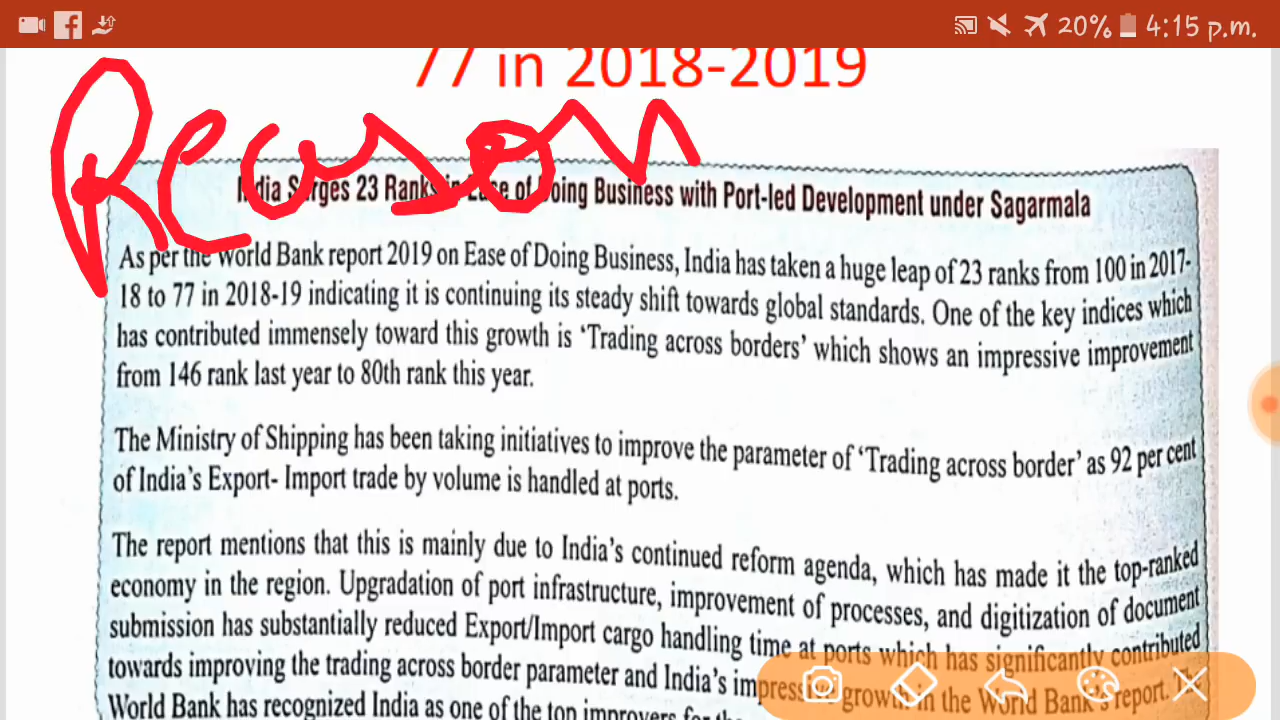 20% 4:15 p.m.
77 in 2018-2019
Reason
India Surges 23 Ranks in Ease of Doing Business with Port-led Development under Sagarmala
As per the World Bank report 2019 on Ease of Doing Business, India has taken a huge leap of 23 ranks from 100 in 2017-
18 to 77 in 2018-19 indicating it is continuing its steady shift towards global standards. One of the key indices which
has contributed immensely toward this growth is ‘Trading across borders’ which shows an impressive improvement
from 146 rank last year to 80th rank this year.
The Ministry of Shipping has been taking initiatives to improve the parameter of ‘Trading across border’ as 92 per cent
of India’s Export- Import trade by volume is handled at ports.
The report mentions that this is mainly due to India’s continued reform agenda, which has made it the top-ranked
economy in the region. Upgradation of port infrastructure, improvement of processes, and digitization of document
submission has substantially reduced Export/Import cargo handling time at ports which has significantly contributed
towards improving the trading across border parameter and India’s impressive growth in the World Bank’s report.
World Bank has recognized India as one of the top improvers for the